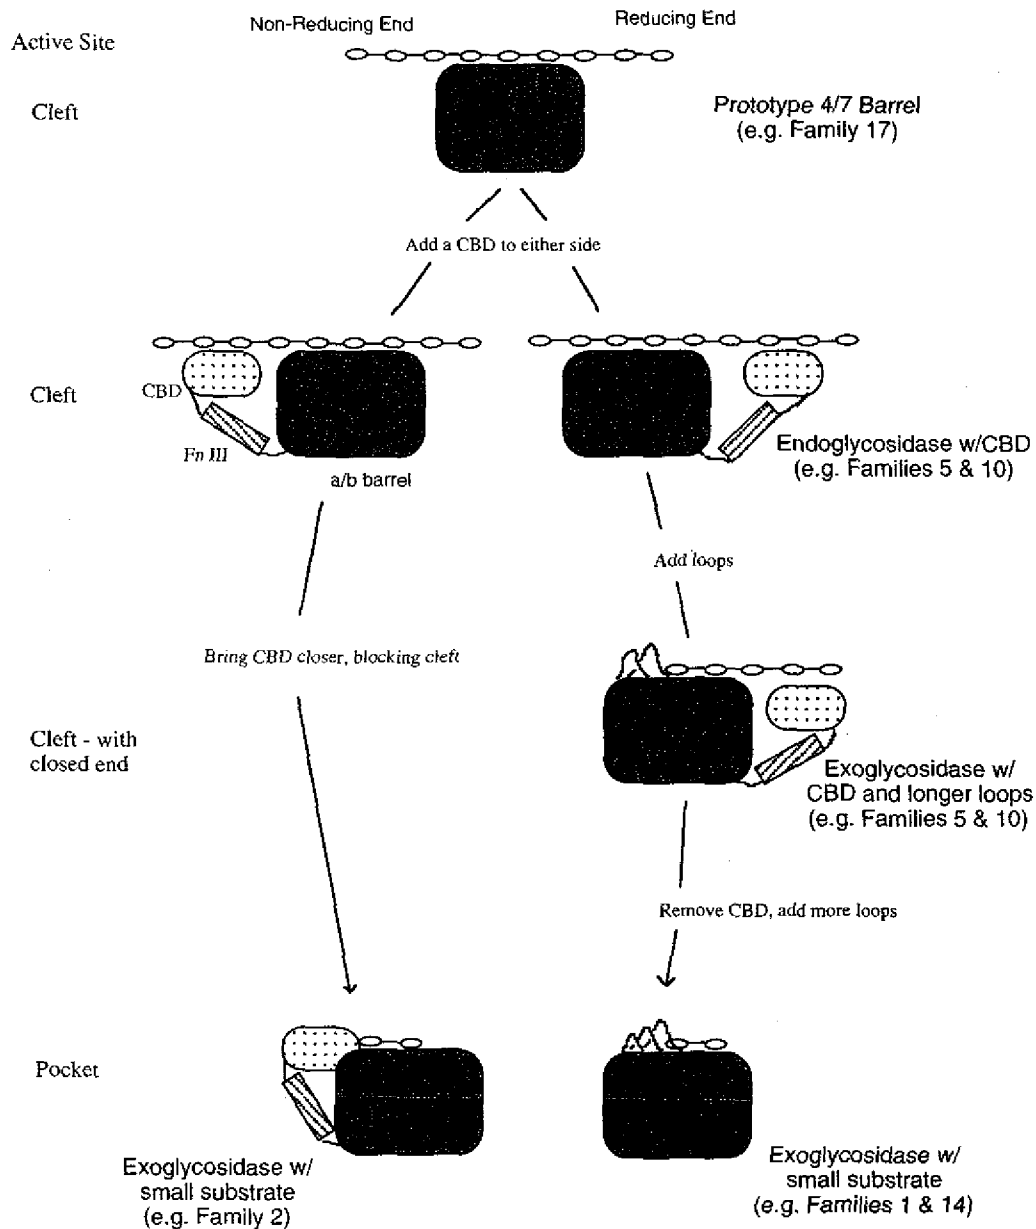 Non-Reducing End
Reducing End
Active Site
Cleft
Prototype 4/7 Barrel
(e.g. Family 17)
Add a CBD to either side
Cleft
CBD
Fn III
a/b barrel
Endoglycosidase w/CBD
(e.g. Families 5 & 10)
Add loops
Bring CBD closer, blocking cleft
Cleft - with
closed end
Exoglycosidase w/
CBD and longer loops
(e.g. Families 5 & 10)
Remove CBD, add more loops
Pocket
Exoglycosidase w/
small substrate
(e.g. Family 2)
Exoglycosidase w/
small substrate
(e.g. Families 1 & 14)